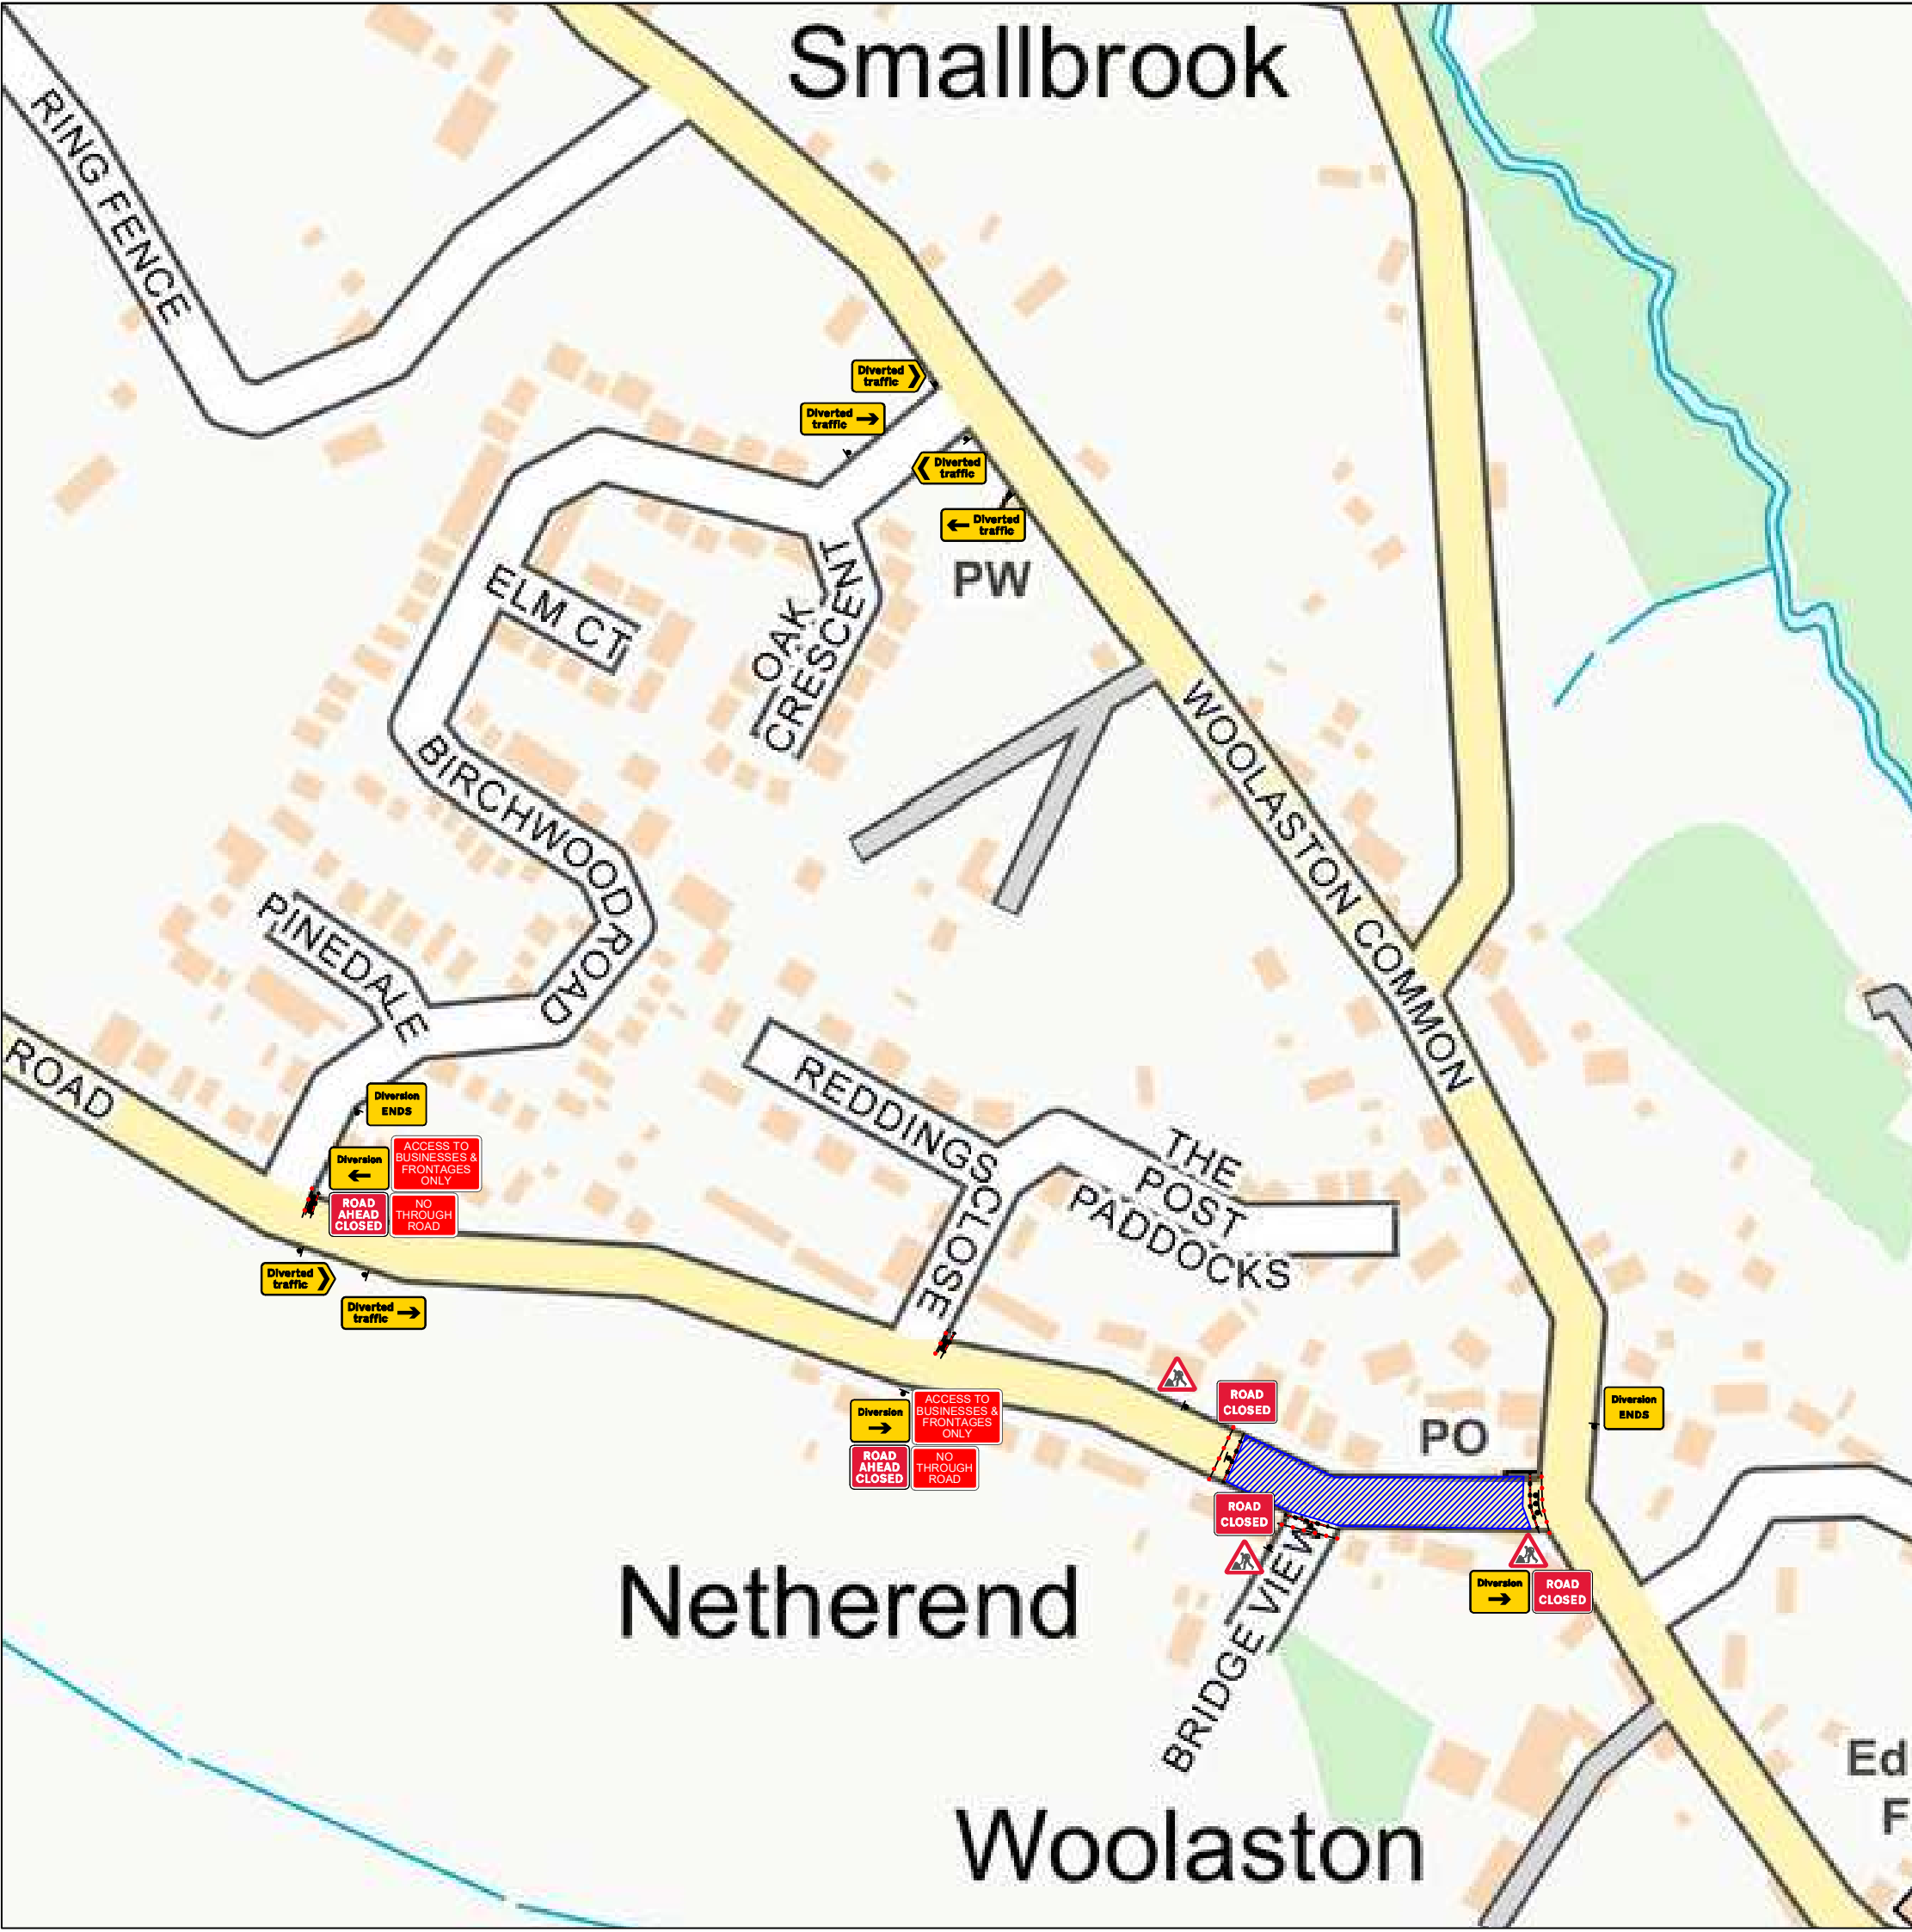 Smallbrook
RING FENCE
Diverted
traffic
Diverted
traffic
Diverted
traffic
Diverted
traffic
PW
ELM CT
OAK
CRESCENT
WOOLASTON COMMON
BIRCHWOOD ROAD
PINEDALE
ROAD
REDDINGS CLOSE
THE
POST
PADDOCKS
Diversion
ENDS
Diversion
ACCESS TO
BUSINESSES &
FRONTAGES
ONLY
ROAD
AHEAD
CLOSED
NO
THROUGH
ROAD
Diverted
traffic
Diverted
traffic
Diversion
ACCESS TO
BUSINESSES &
FRONTAGES
ONLY
ROAD
AHEAD
CLOSED
NO
THROUGH
ROAD
ROAD
CLOSED
PO
Diversion
ENDS
ROAD
CLOSED
Diversion
ROAD
CLOSED
BRIDGE VIEW
Netherend
Woolaston
Ed
F